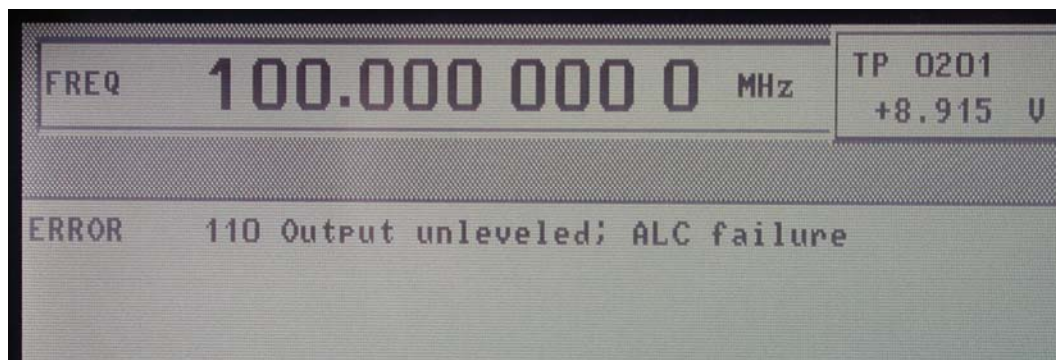 FREQ 100.000 000 0 MHz
TP 0201
+8.915 V
ERROR 110 Output unleveled; ALC failure